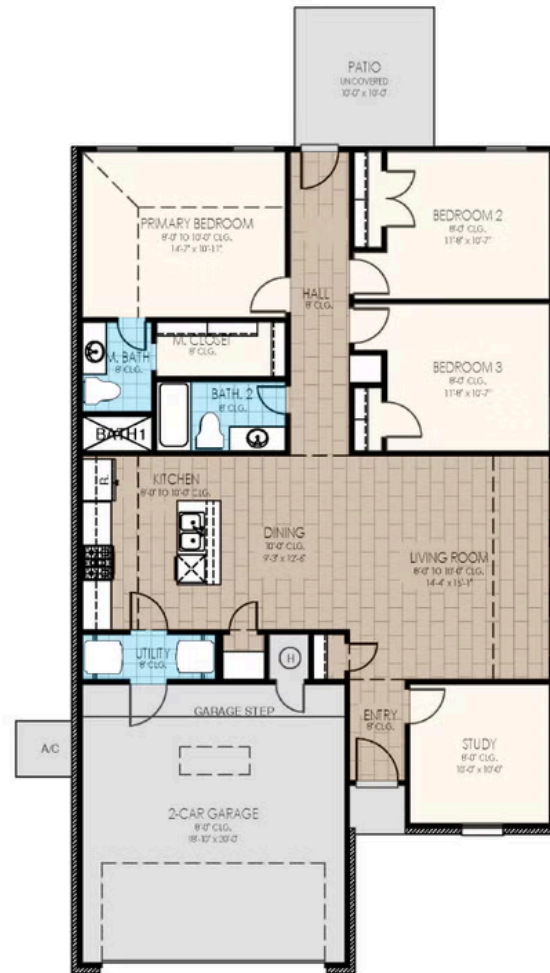 PATIO
UNCOVERED
10'-0" x 10'-0"
PRIMARY BEDROOM
8'-0" TO 10'-0" CLG.
14'-7" x 10'-11"
BEDROOM 2
8'-0" CLG.
11'-8" x 10'-7"
HALL
8' CLG.
M. BATH
8' CLG.
M. CLOSET
8' CLG.
BEDROOM 3
8'-0" CLG.
11'-8" x 10'-7"
BATH. 2
8' CLG.
BATH 1
R.
KITCHEN
8'-0" TO 10'-0" CLG.
DINING
10'-0" CLG.
9'-3" x 12'-6"
LIVING ROOM
8'-0" TO 10'-0" CLG.
14'-4" x 15'-1"
UTILITY
8' CLG.
H
GARAGE STEP
ENTRY
8' CLG.
STUDY
8'-0" CLG.
10'-0" x 10'-0"
A/C
2-CAR GARAGE
8'-0" CLG.
18'-10" x 20'-0"